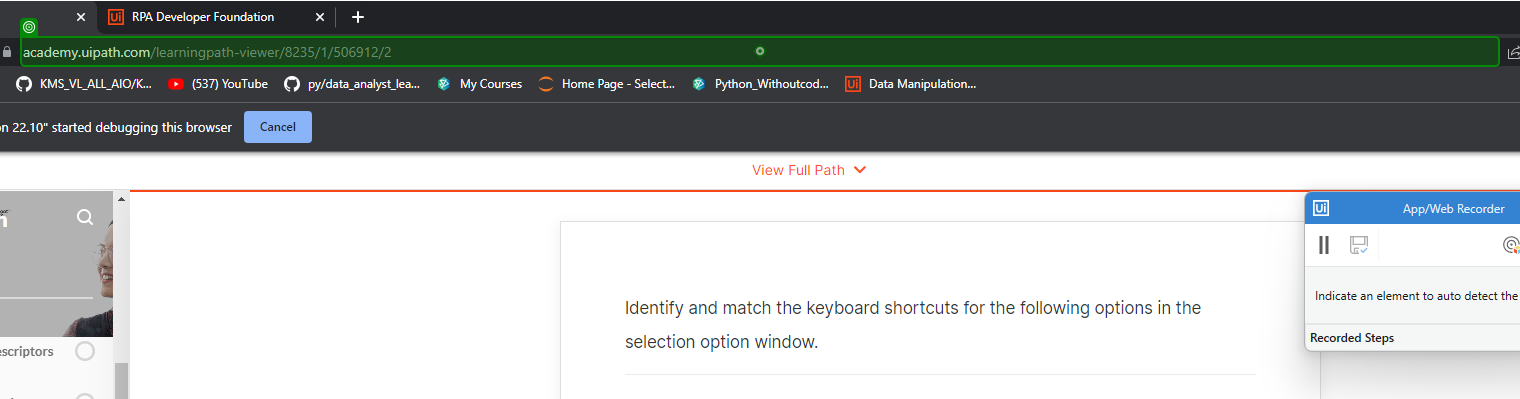 Ui RPA Developer Foundation
academy.uipath.com/learningpath-viewer/8235/1/506912/2
KMS_VL_ALL_AIO/K... (537) YouTube py/data_analyst_lea... My Courses Home Page - Select... Python_Withoutcod... Ui Data Manipulation...
on 22.10" started debugging this browser Cancel
View Full Path
Ui App/Web Recorder
Indicate an element to auto detect the
Identify and match the keyboard shortcuts for the following options in the
selection option window.
Recorded Steps
escriptors